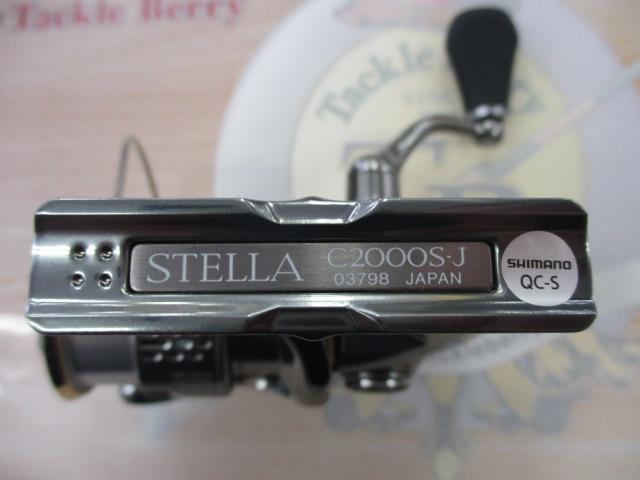 Tackle Berry
Tackle Berry
STELLA C2000S-J
03798 JAPAN
SHIMANO
QC-S